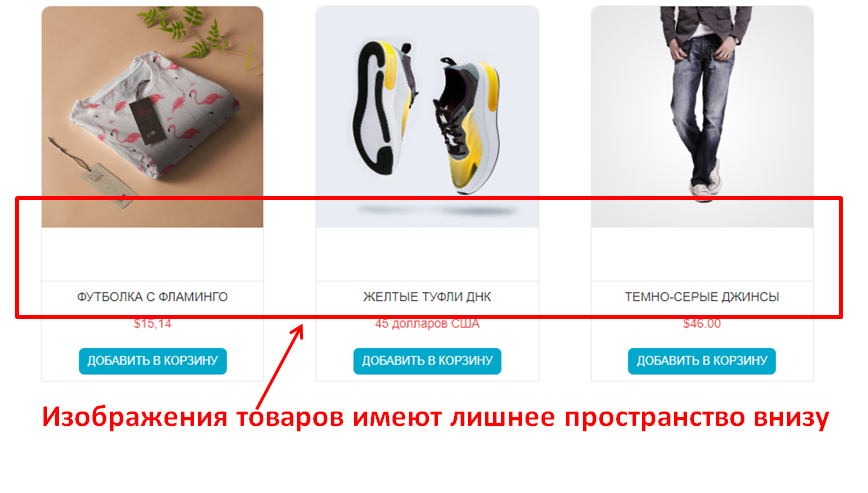 ФУТБОЛКА С ФЛАМИНГО
ЖЕЛТЫЕ ТУФЛИ ДНК
ТЕМНО-СЕРЫЕ ДЖИНСЫ
$15,14
45 долларов США
$46.00
ДОБАВИТЬ В КОРЗИНУ
ДОБАВИТЬ В КОРЗИНУ
ДОБАВИТЬ В КОРЗИНУ
Изображения товаров имеют лишнее пространство внизу